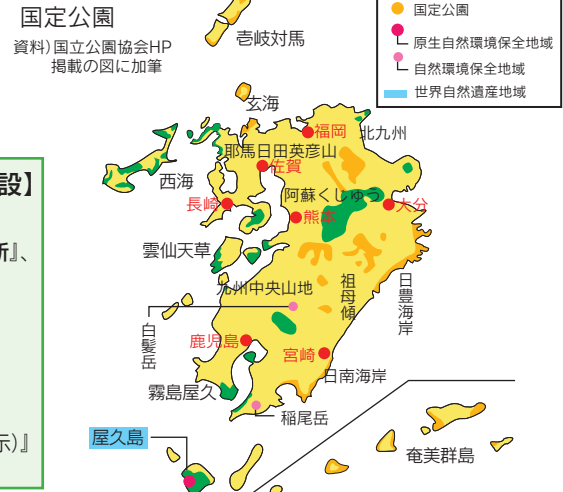 国定公園
資料）国立公園協会HP
掲載の図に加筆
国定公園
原生自然環境保全地域
自然環境保全地域
世界自然遺産地域
設】
新』、
示）』
壱岐対馬
玄海
福岡
北九州
耶馬日田英彦山
佐賀
西海
阿蘇くじゅう
長崎
大分
熊本
雲仙天草
九州中央山地
祖母傾
日豊海岸
白髪岳
鹿児島
宮崎
日南海岸
霧島屋久
稲尾岳
屋久島
奄美群島